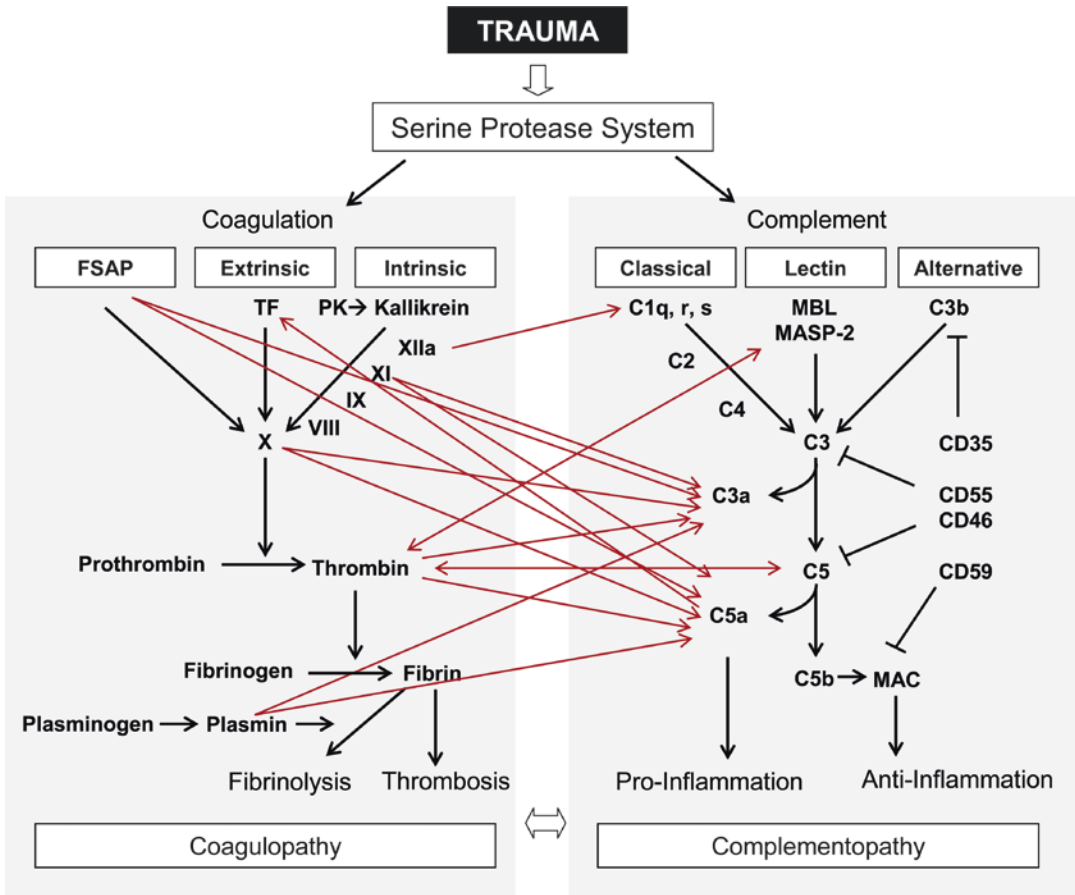 TRAUMA
Serine Protease System
Coagulation
FSAP
Extrinsic
Intrinsic
TF
PK
Kallikrein
XIIa
XI
IX
VIII
X
Prothrombin
Thrombin
Fibrinogen
Fibrin
Plasminogen
Plasmin
Fibrinolysis
Thrombosis
Coagulopathy
Complement
Classical
Lectin
Alternative
C1q, r, s
MBL
MASP-2
C3b
C2
C4
C3
CD35
C3a
CD55
CD46
C5
CD59
C5a
C5b
MAC
Pro-Inflammation
Anti-Inflammation
Complementopathy